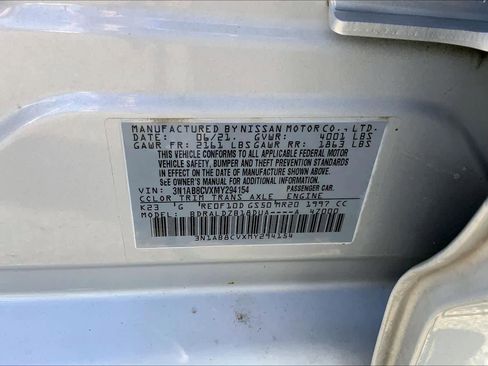 MANUFACTURED BY NISSAN MOTOR CO., LTD.
DATE: 06/21. GVWR: 4001 LBS
GAWR FR: 2161 LBS GAWR RR: 1863 LBS
THIS VEHICLE CONFORMS TO ALL APPLICABLE FEDERAL MOTOR
VEHICLE SAFETY, BUMPER, AND THEFT PREVENTION STANDARDS
IN EFFECT ON THE DATE OF MANUFACTURE SHOWN ABOVE.
SEE OWNER'S MANUAL FOR ADDITIONAL INFORMATION.
VIN: 3N1AB8CVXMY294154 PASSENGER CAR.
COLOR TRIM TRANS AXLE ENGINE
K23 G RE0F10D GS50 MR20 1997 CC
MODEL: BDRALDZB18DUA----A 47000
3N1AB8CVXMY294154